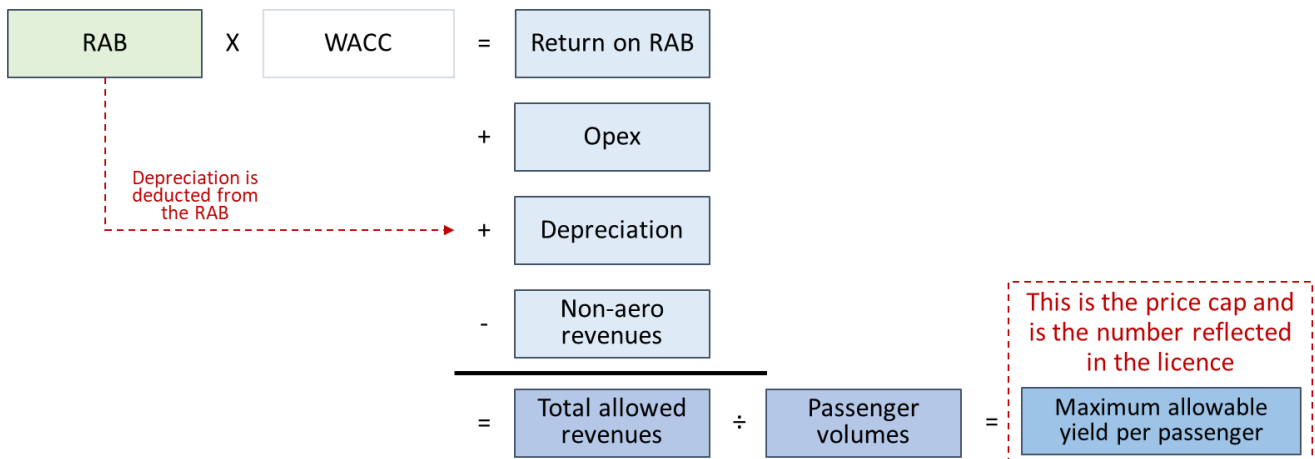 RAB X WACC = Return on RAB
+ Opex
Depreciation is
deducted from
the RAB
+ Depreciation
- Non-aero
revenues
This is the price cap and
is the number reflected
in the licence
= Total allowed
revenues
÷ Passenger
volumes
= Maximum allowable
yield per passenger